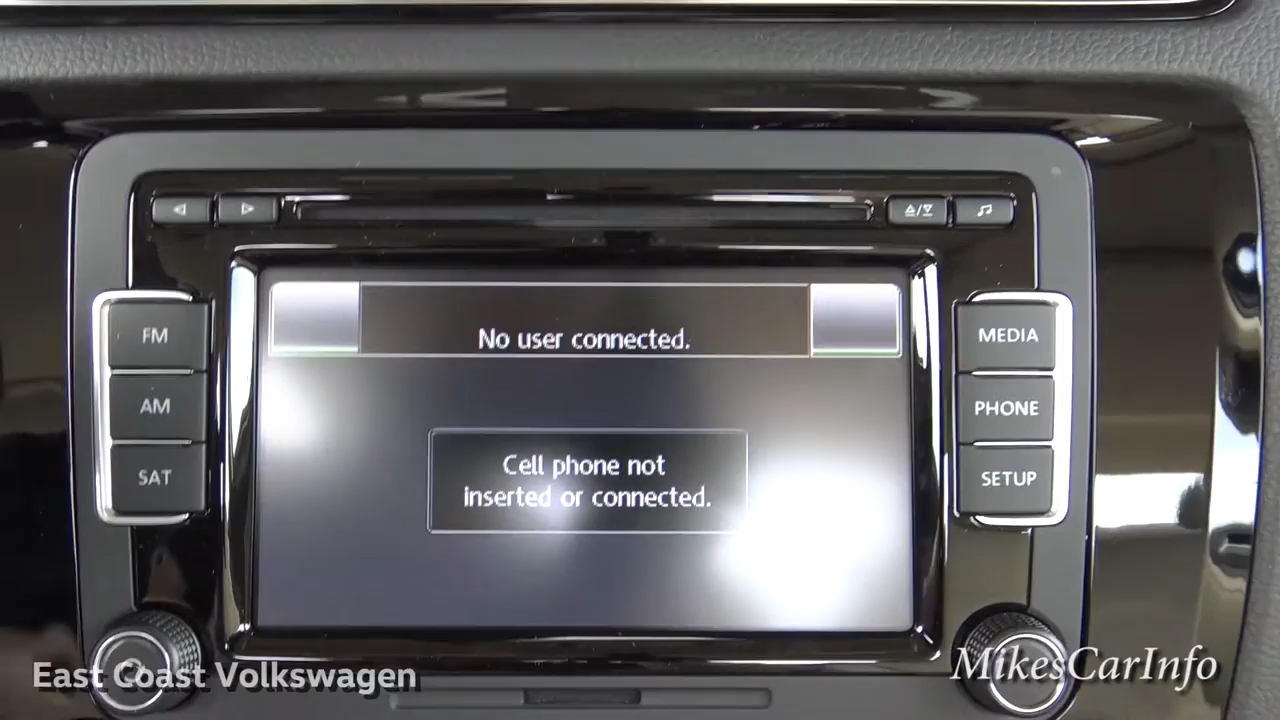 FM
AM
SAT
No user connected.
Cell phone not
inserted or connected.
MEDIA
PHONE
SETUP
East Coast Volkswagen
MikesCarInfo